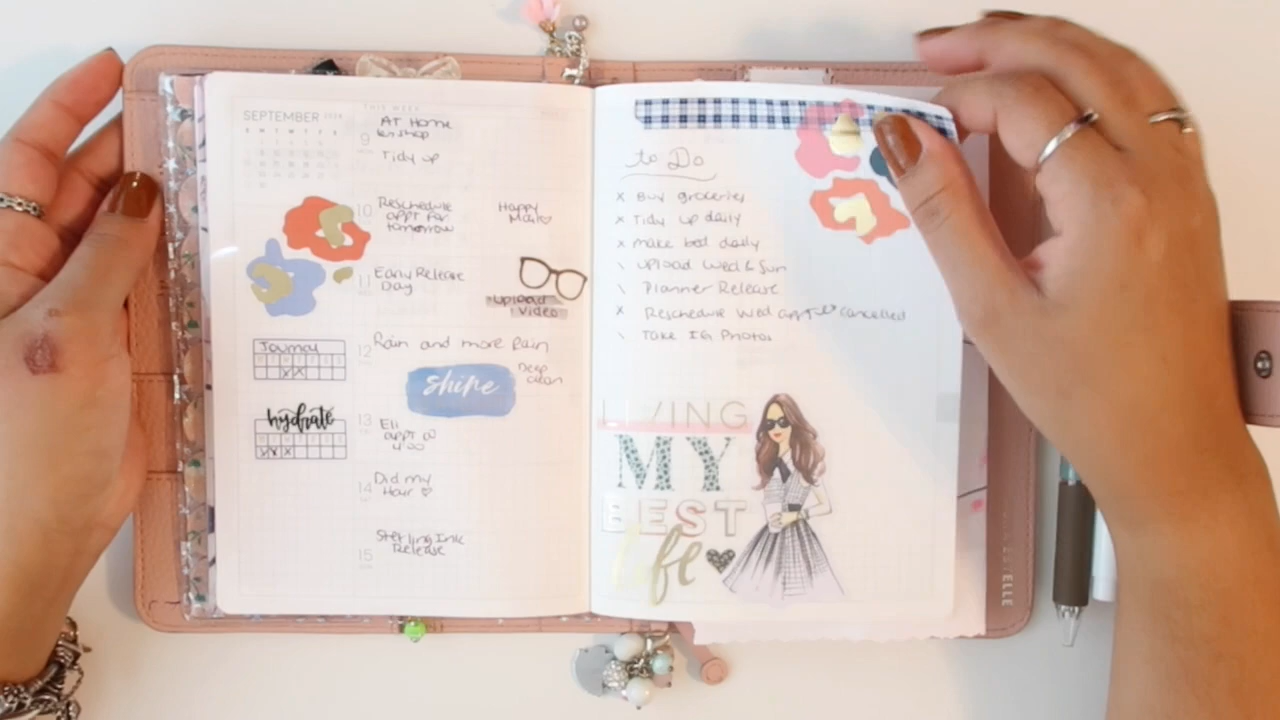 THIS WEEK
SEPTEMBER
S M T W T F S
9
AT Home
Tidy up
10
Reschedule
appt for
tomorrow
Happy
Mail
11
Early Release
Day
upload
video
12
Rain and more Rain
shine
Deep
clean
Journal
hydrate
13
Eli
appt @
4:00
14
Did my
Hair
15
Sterling Ink
Release
to Do
x Buy groceries
x Tidy up daily
x make bed daily
\ upload Wed & Sun
\ Planner Release
x Reschedule Wed appt cancelled
\ Take IG Photos
LIVING
MY
BEST
life
ELLE